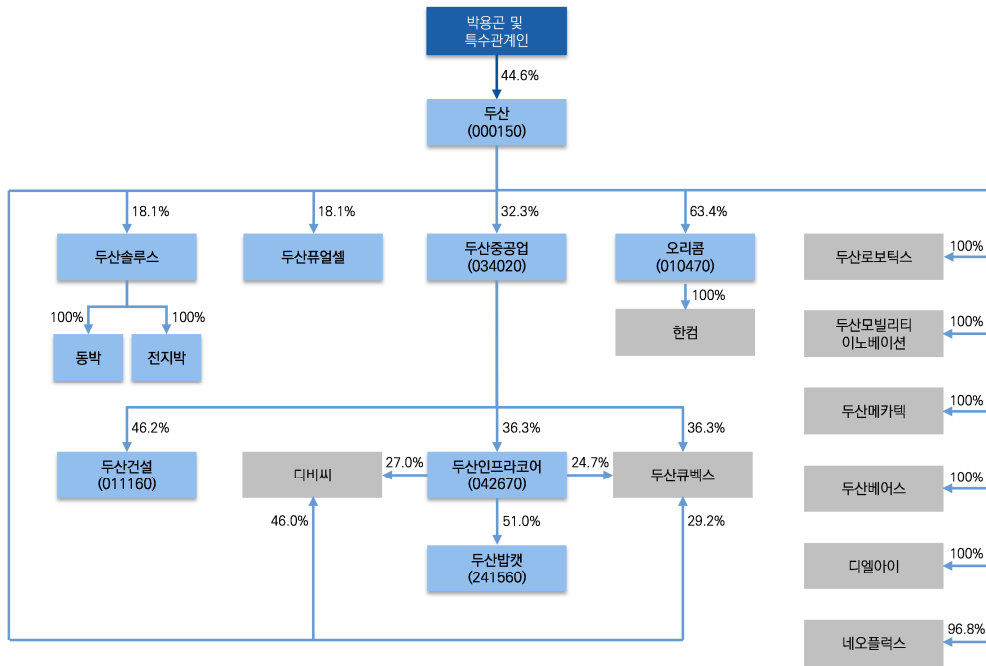 박용곤 및
특수관계인
44.6%
두산
(000150)
18.1%
18.1%
32.3%
63.4%
두산솔루스
두산퓨얼셀
두산중공업
(034020)
오리콤
(010470)
두산로보틱스
100%
100%
100%
동박
전지박
100%
한컴
두산모빌리티
이노베이션
100%
두산메카텍
100%
46.2%
36.3%
36.3%
두산건설
(011160)
디비씨
27.0%
두산인프라코어
(042670)
24.7%
두산큐벡스
두산베어스
100%
46.0%
51.0%
29.2%
두산밥캣
(241560)
디엘아이
100%
네오플럭스
96.8%